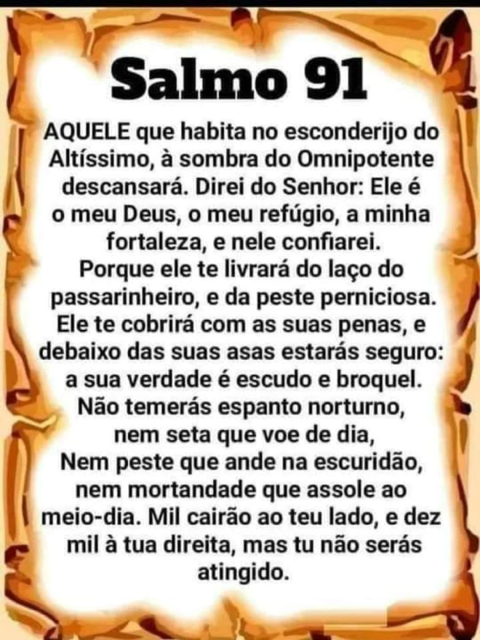 Salmo 91
AQUELE que habita no esconderijo do
Altíssimo, à sombra do Omnipotente
descansará. Direi do Senhor: Ele é
o meu Deus, o meu refúgio, a minha
fortaleza, e nele confiarei.
Porque ele te livrará do laço do
passarinheiro, e da peste perniciosa.
Ele te cobrirá com as suas penas, e
debaixo das suas asas estarás seguro:
a sua verdade é escudo e broquel.
Não temerás espanto norturno,
nem seta que voe de dia,
Nem peste que ande na escuridão,
nem mortandade que assole ao
meio-dia. Mil cairão ao teu lado, e dez
mil à tua direita, mas tu não serás
atingido.